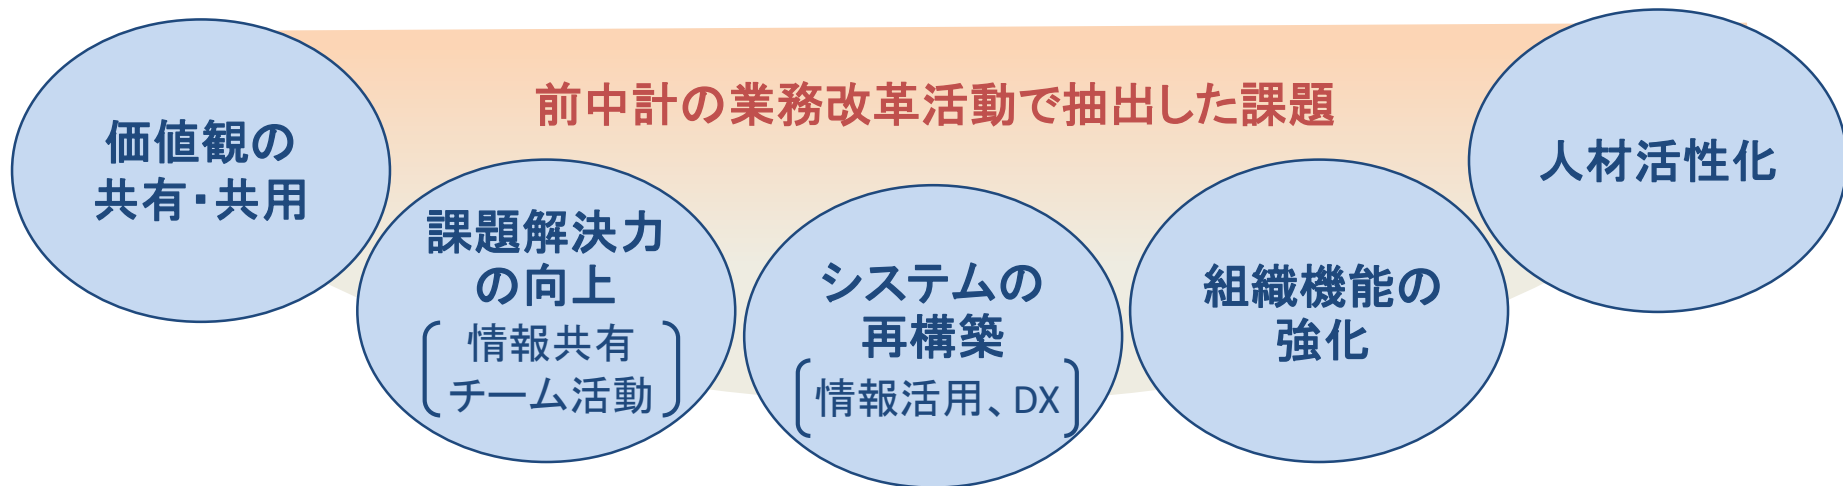 前中計の業務改革活動で抽出した課題
価値観の
共有・共用
課題解決力
の向上
情報共有
チーム活動
システムの
再構築
情報活用、DX
組織機能の
強化
人材活性化